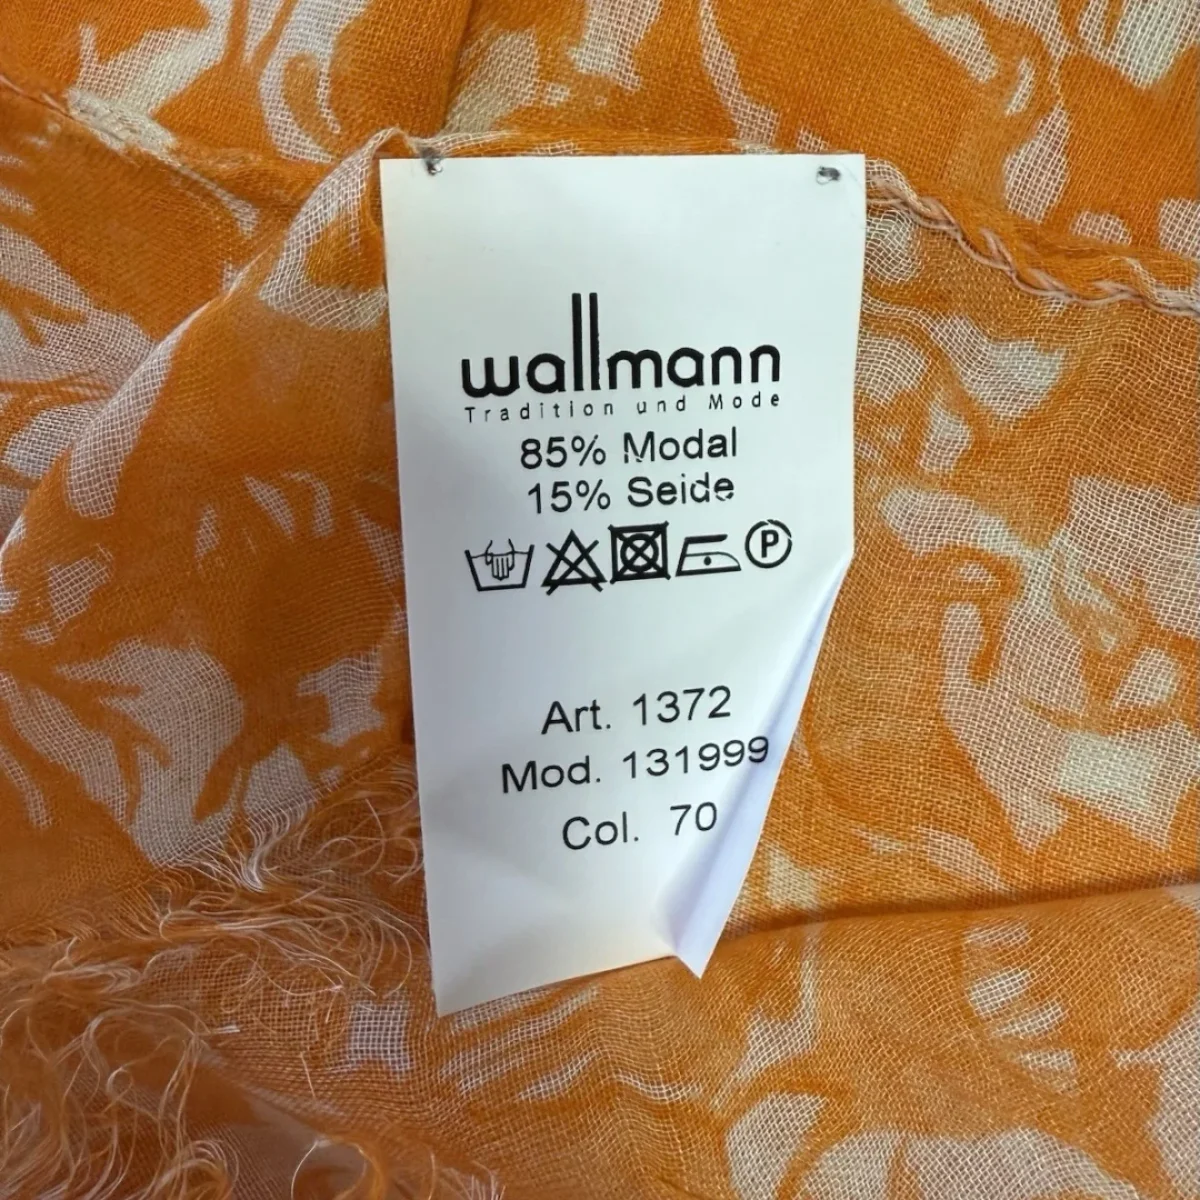 wallmann
Tradition und Mode
85% Modal
15% Seide
P
Art. 1372
Mod. 131999
Col. 70